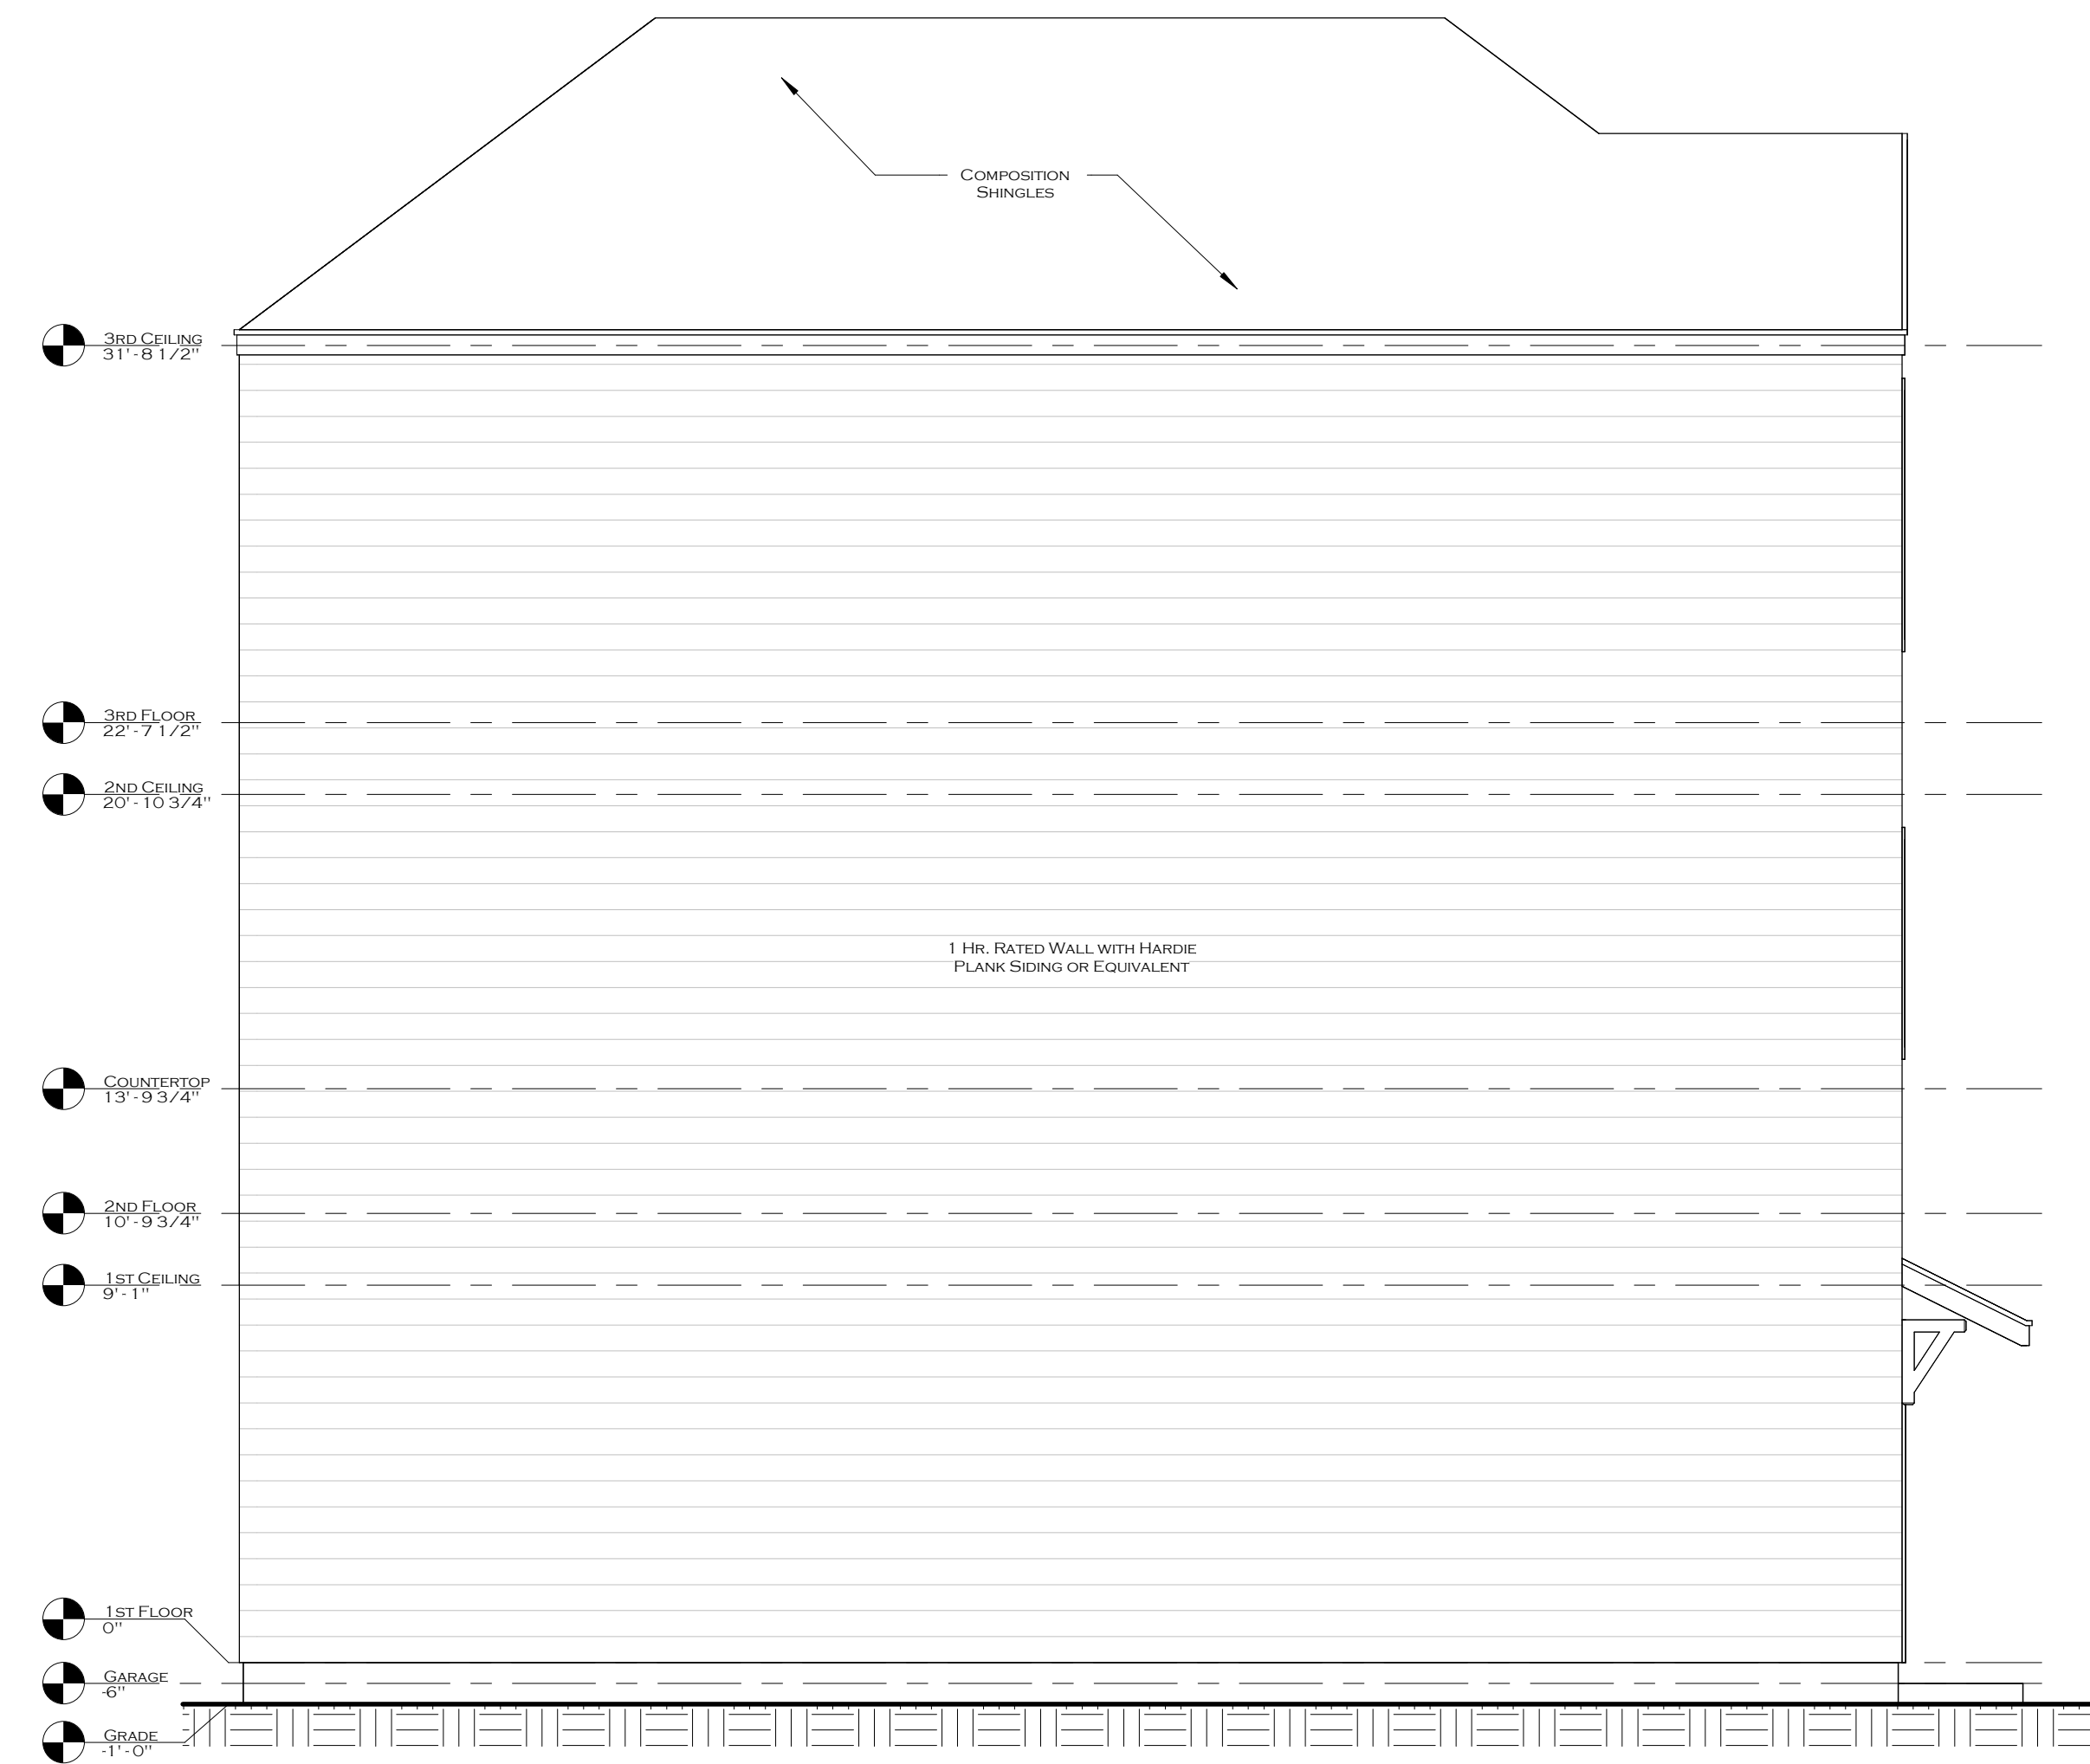 Composition
Shingles
3rd Ceiling
31'-8 1/2"
3rd Floor
22'-7 1/2"
2nd Ceiling
20'-10 3/4"
1 Hr. Rated Wall with Hardie
Plank Siding or Equivalent
Countertop
13'-9 3/4"
2nd Floor
10'-9 3/4"
1st Ceiling
9'-1"
1st Floor
0"
Garage
-6"
Grade
-1'-0"